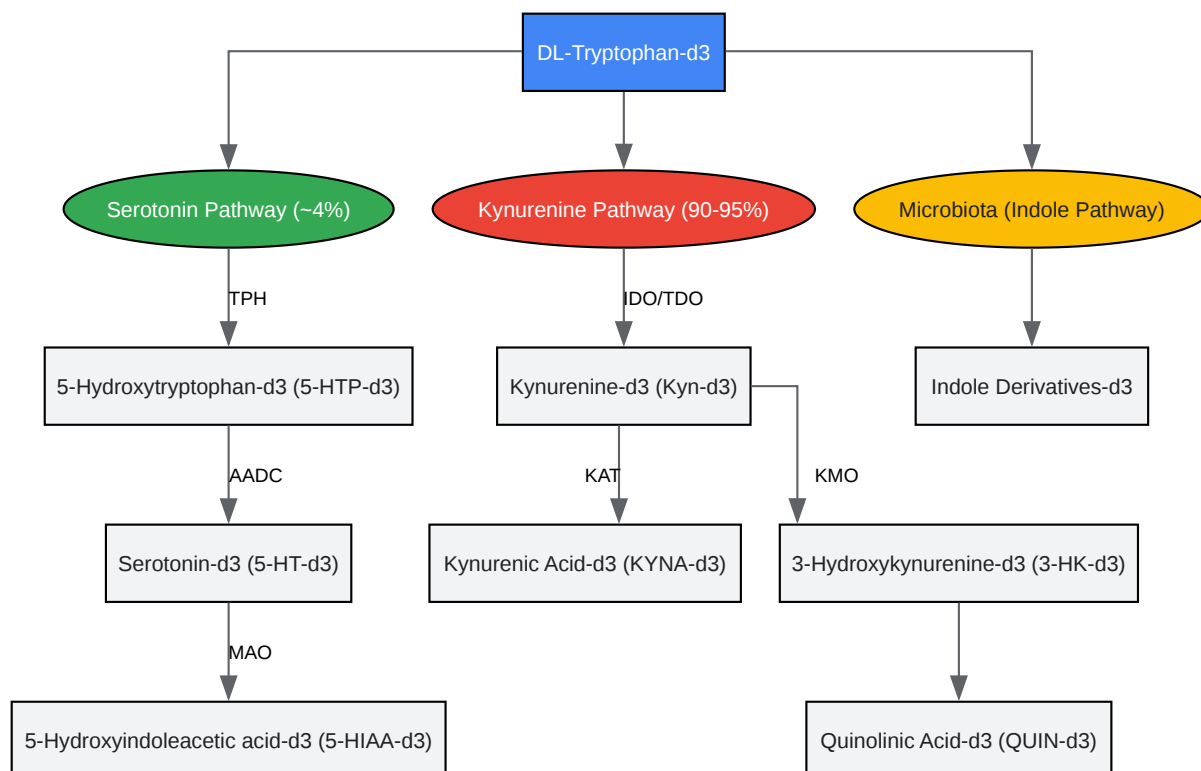 DL-Tryptophan-d3
Serotonin Pathway (~4%)
Kynurenine Pathway (90-95%)
Microbiota (Indole Pathway)
TPH
IDO/TDO
5-Hydroxytryptophan-d3 (5-HTP-d3)
Kynurenine-d3 (Kyn-d3)
Indole Derivatives-d3
AADC
KAT
KMO
Serotonin-d3 (5-HT-d3)
Kynurenic Acid-d3 (KYNA-d3)
3-Hydroxykynurenine-d3 (3-HK-d3)
MAO
5-Hydroxyindoleacetic acid-d3 (5-HIAA-d3)
Quinolinic Acid-d3 (QUIN-d3)